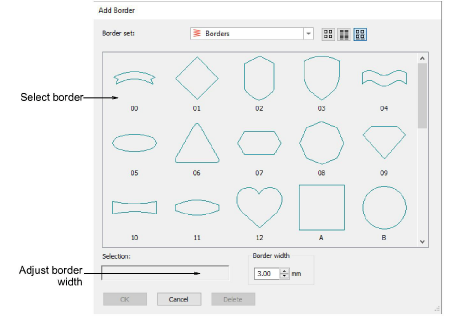 Add Border
Border set:
Borders
Select border
00 01 02 03 04
05 06 07 08 09
10 11 12 A B
Selection:
Border width
Adjust border
width
3.00 mm
OK Cancel Delete